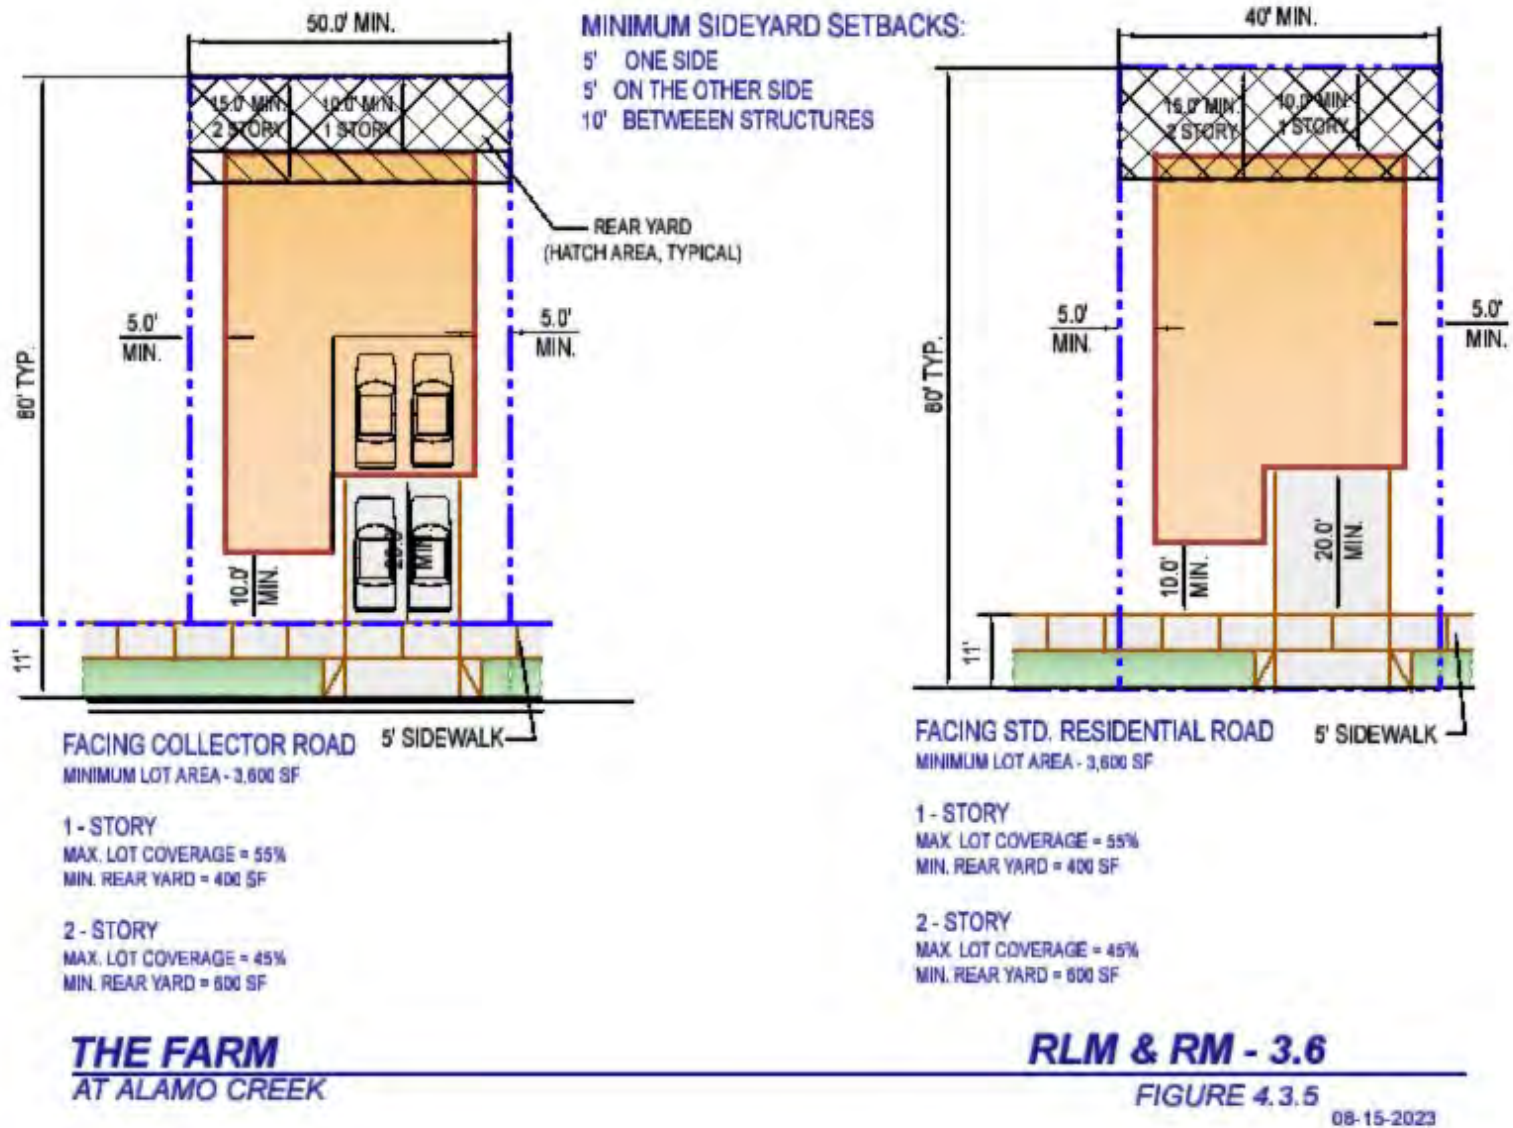 50.0' MIN.
MINIMUM SIDEYARD SETBACKS:
5' ONE SIDE
5' ON THE OTHER SIDE
10' BETWEEEN STRUCTURES
40' MIN.
15.0' MIN.
2 STORY
10.0' MIN.
1 STORY
15.0' MIN.
2 STORY
10.0' MIN.
1 STORY
REAR YARD
(HATCH AREA, TYPICAL)
5.0'
MIN.
5.0'
MIN.
5.0'
MIN.
5.0'
MIN.
80' TYP.
80' TYP.
10.0'
MIN.
20.0'
MIN.
10.0'
MIN.
20.0'
MIN.
11'
11'
FACING COLLECTOR ROAD
5' SIDEWALK
MINIMUM LOT AREA - 3,600 SF
1 - STORY
MAX. LOT COVERAGE = 55%
MIN. REAR YARD = 400 SF
2 - STORY
MAX. LOT COVERAGE = 45%
MIN. REAR YARD = 600 SF
FACING STD. RESIDENTIAL ROAD
5' SIDEWALK
MINIMUM LOT AREA - 3,600 SF
1 - STORY
MAX. LOT COVERAGE = 55%
MIN. REAR YARD = 400 SF
2 - STORY
MAX. LOT COVERAGE = 45%
MIN. REAR YARD = 600 SF
THE FARM
AT ALAMO CREEK
RLM & RM - 3.6
FIGURE 4.3.5
08-15-2023